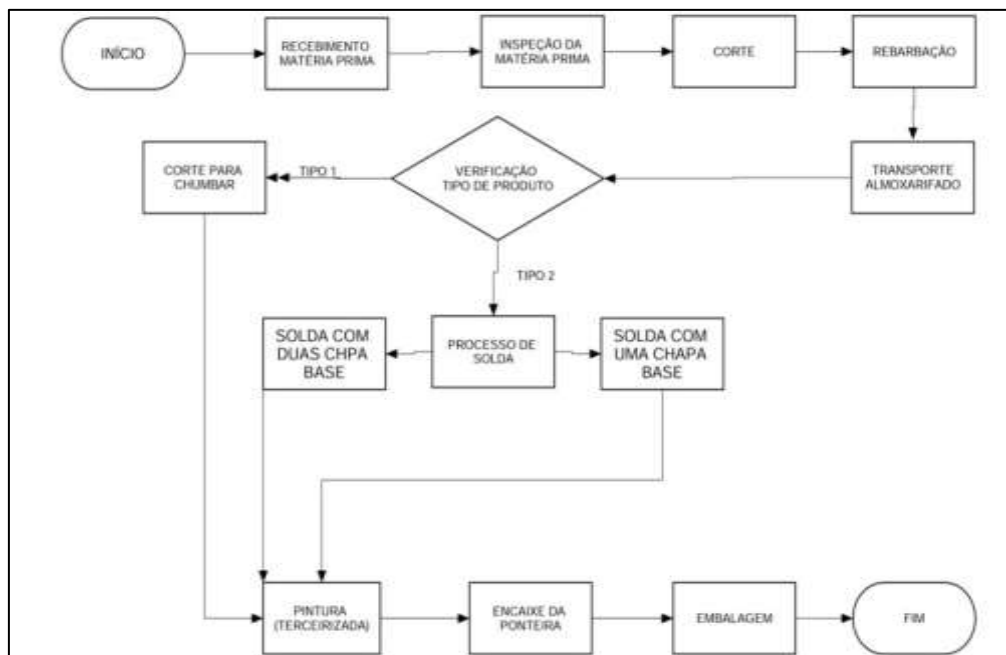 INÍCIO
RECEBIMENTO
MATÉRIA PRIMA
INSPEÇÃO DA
MATÉRIA PRIMA
CORTE
REBARBAÇÃO
CORTE PARA
CHUMBAR
TIPO 1
VERIFICAÇÃO
TIPO DE PRODUTO
TRANSPORTE
ALMOXARIFADO
TIPO 2
SOLDA COM
DUAS CHPA
BASE
PROCESSO DE
SOLDA
SOLDA COM
UMA CHAPA
BASE
PINTURA
(TERCEIRIZADA)
ENCAIXE DA
PONTEIRA
EMBALAGEM
FIM